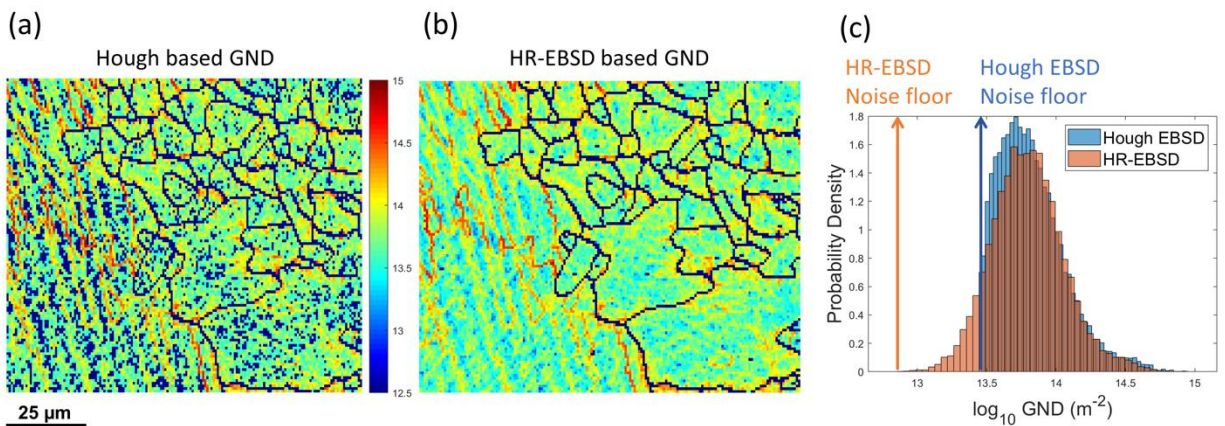 (a)
Hough based GND
15
14.5
14
13.5
13
12.5
25 μm
(b)
HR-EBSD based GND
(c)
HR-EBSD
Noise floor
Hough EBSD
Noise floor
Hough EBSD
HR-EBSD
Probability Density
1.8
1.6
1.4
1.2
1
0.8
0.6
0.4
0.2
0
13
13.5
14
14.5
15
log10 GND (m-2)